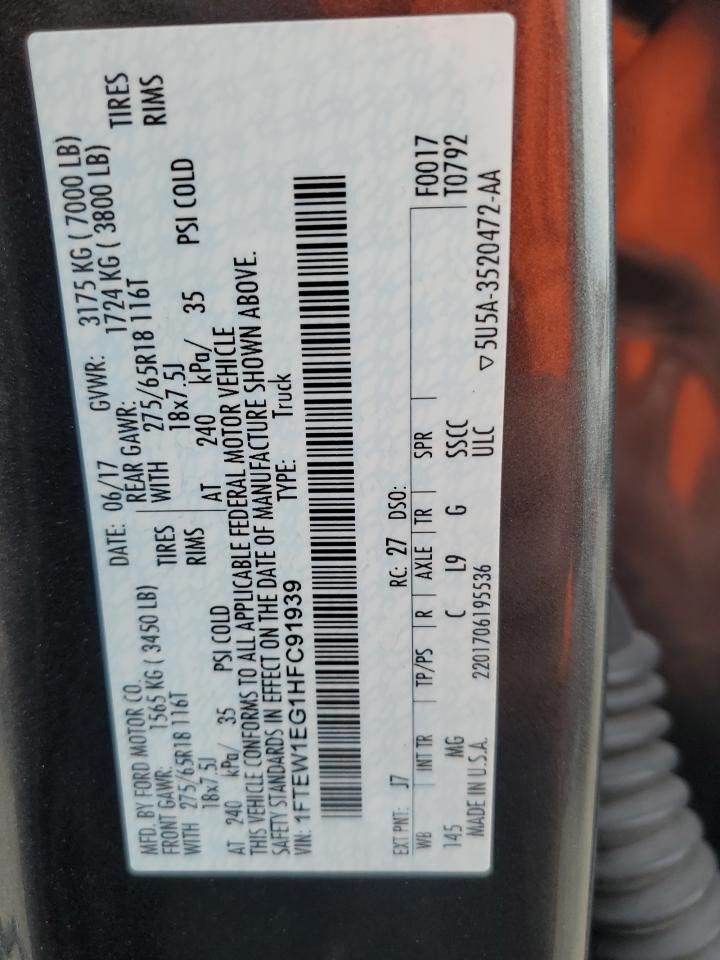 MFD. BY FORD MOTOR CO. DATE: 06/17 GVWR: 3175 KG ( 7000 LB)
FRONT GAWR: 1565 KG ( 3450 LB) REAR GAWR: 1724 KG ( 3800 LB)
WITH 275/65R18 116T TIRES WITH 275/65R18 116T TIRES
18x7.5J RIMS 18x7.5J RIMS
AT 240 kPa/ 35 PSI COLD AT 240 kPa/ 35 PSI COLD
THIS VEHICLE CONFORMS TO ALL APPLICABLE FEDERAL MOTOR VEHICLE
SAFETY STANDARDS IN EFFECT ON THE DATE OF MANUFACTURE SHOWN ABOVE.
VIN: 1FTEW1EG1HFC91939 TYPE: Truck
EXT PNT: J7 RC: 27 DSO: F0017
WB INT TR TP/PS R AXLE TR SPR T0792
145 MG C L9 G SSCC
MADE IN U.S.A. 2201706195536 ULC ▽5U5A-3520472-AA